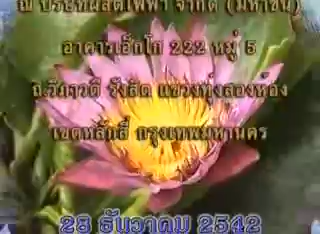 ณ บริษัทผลิตไฟฟ้า จำกัด (มหาชน)
อาคารเอ็กโก 222 หมู่ 5
ถ.วิภาวดี รังสิต แขวงทุ่งสองห้อง
เขตหลักสี่ กรุงเทพมหานคร
23 ธันวาคม 2542